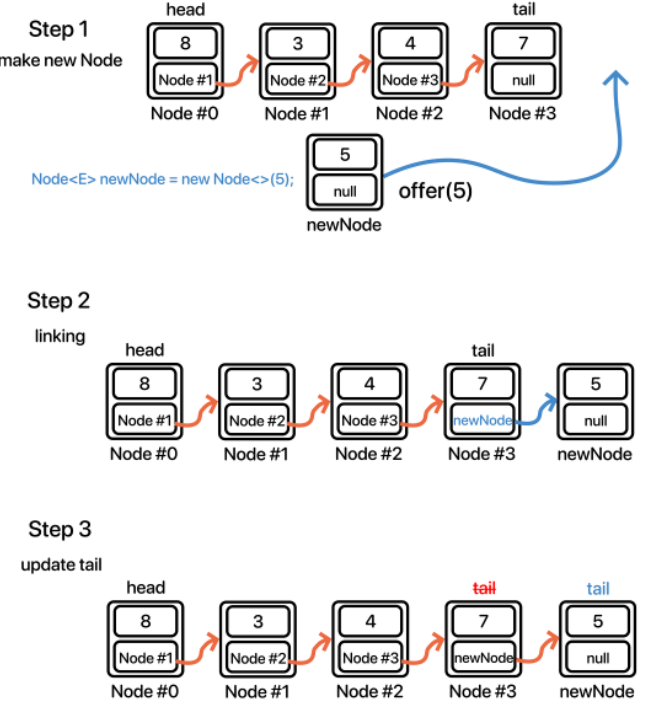 head tail
Step 1
8 3 4 7
make new Node
Node #1 Node #2 Node #3 null
Node #0 Node #1 Node #2 Node #3
5
Node<E> newNode = new Node<>(5);
null offer(5)
newNode
Step 2
linking
head tail
8 3 4 7 5
Node #1 Node #2 Node #3 newNode null
Node #0 Node #1 Node #2 Node #3 newNode
Step 3
update tail
head tail tail
8 3 4 7 5
Node #1 Node #2 Node #3 newNode null
Node #0 Node #1 Node #2 Node #3 newNode